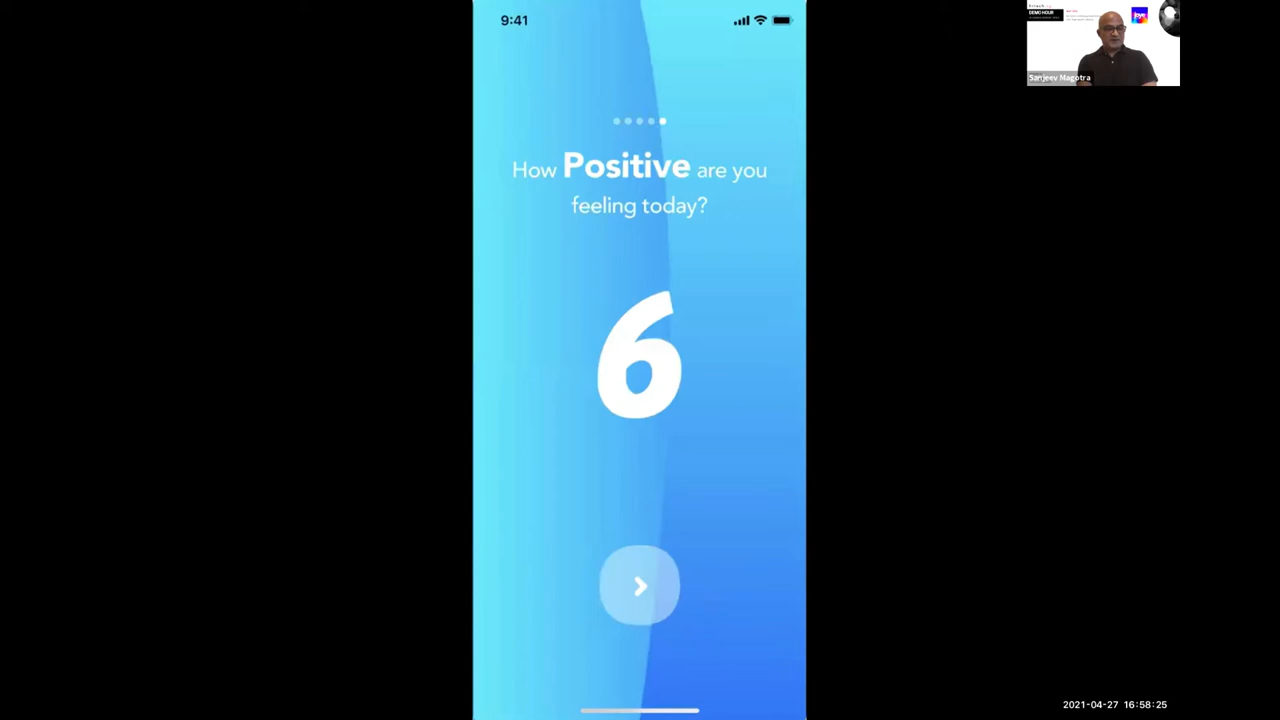 9:41
How Positive are you
feeling today?
6
DEMO HOUR
joye
Sanjeev Magotra
2021-04-27 16:58:25